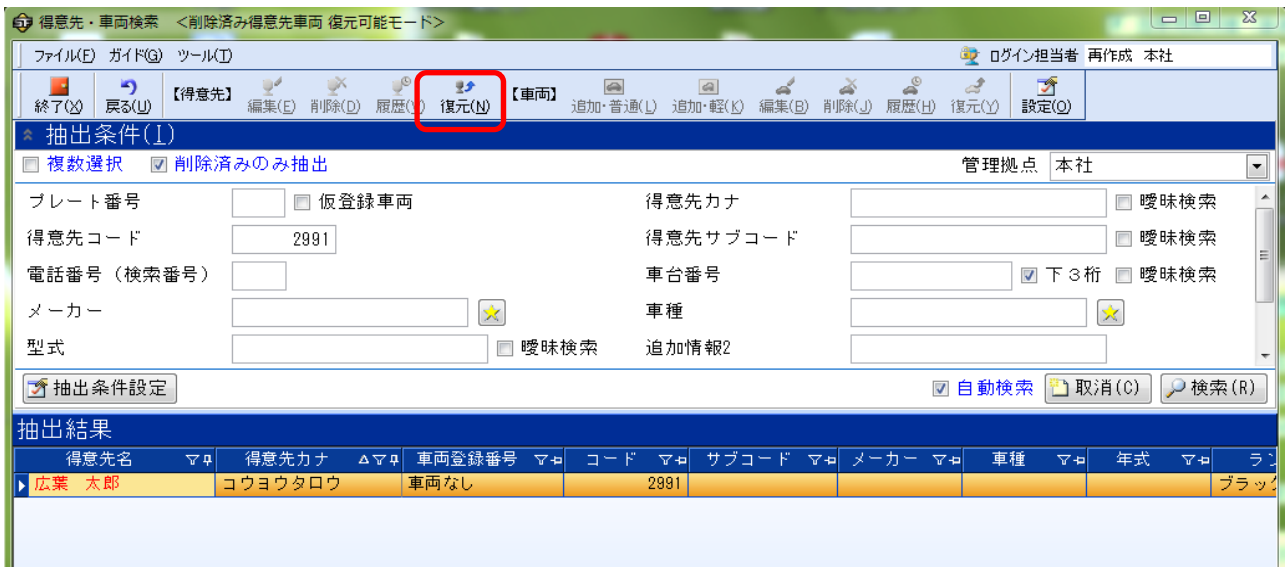 得意先・車両検索　＜削除済み得意先車両 復元可能モード＞
ファイル(F) ガイド(G) ツール(T) ログイン担当者 再作成 本社
終了(X) 戻る(U) 【得意先】 編集(E) 削除(D) 履歴(V) 復元(N) 【車両】 追加・普通(L) 追加・軽(K) 編集(B) 削除(J) 履歴(H) 復元(Y) 設定(O)
抽出条件(I)
複数選択 削除済みのみ抽出 管理拠点 本社
プレート番号 仮登録車両 得意先カナ 曖昧検索
得意先コード 2991 得意先サブコード 曖昧検索
電話番号（検索番号） 車台番号 下３桁 曖昧検索
メーカー 車種
型式 曖昧検索 追加情報2
抽出条件設定 自動検索 取消(C) 検索(R)
抽出結果
得意先名 得意先カナ 車両登録番号 コード サブコード メーカー 車種 年式 ラン
広葉　太郎 コウヨウタロウ 車両なし 2991 ブラック